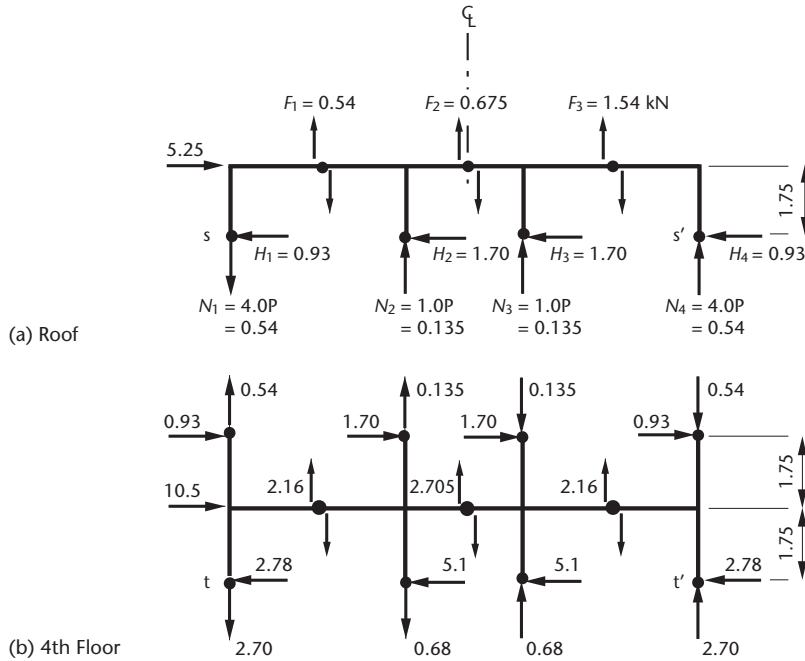 ℄
F₁ = 0.54 F₂ = 0.675 F₃ = 1.54 kN
5.25
1.75
s s′
H₁ = 0.93 H₂ = 1.70 H₃ = 1.70 H₄ = 0.93
N₁ = 4.0P N₂ = 1.0P N₃ = 1.0P N₄ = 4.0P
= 0.54 = 0.135 = 0.135 = 0.54
(a) Roof
0.54 0.135 0.135 0.54
0.93 1.70 1.70 0.93
1.75
10.5 2.16 2.705 2.16
1.75
t 2.78 5.1 5.1 t′ 2.78
(b) 4th Floor 2.70 0.68 0.68 2.70